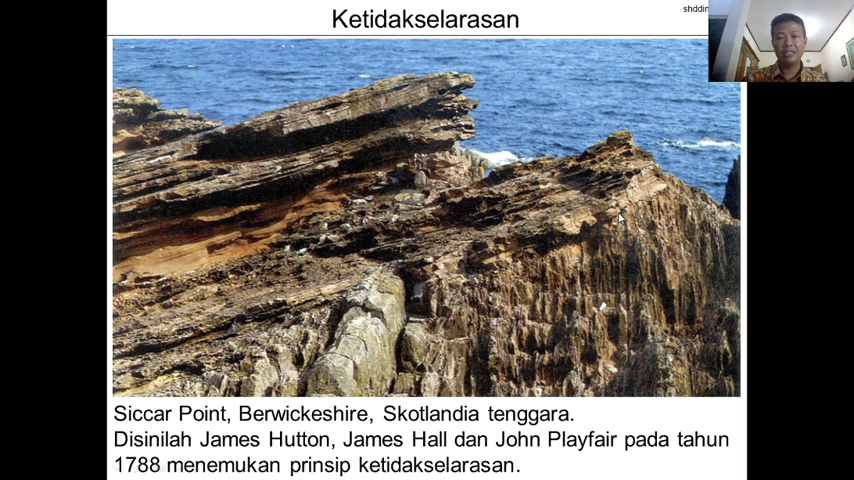 Ketidakselarasan
Siccar Point, Berwickeshire, Skotlandia tenggara.
Disinilah James Hutton, James Hall dan John Playfair pada tahun
1788 menemukan prinsip ketidakselarasan.